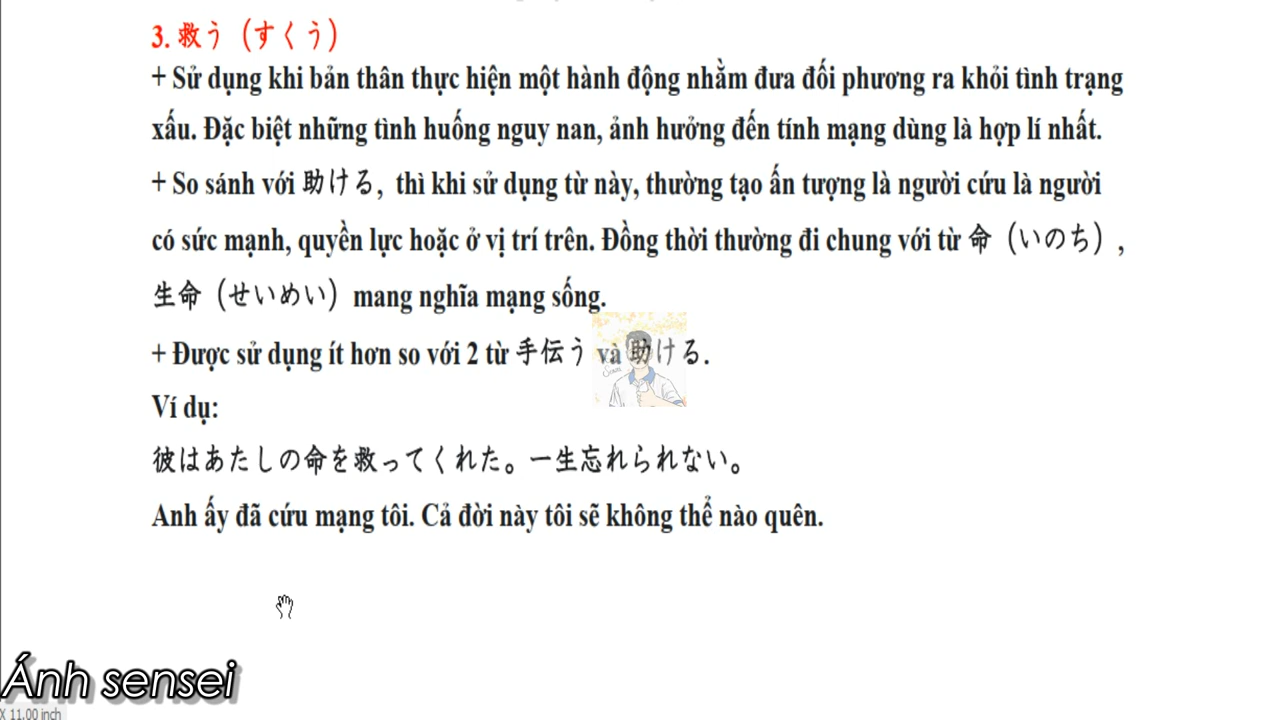 3. 救う（すくう）
+ Sử dụng khi bản thân thực hiện một hành động nhằm đưa đối phương ra khỏi tình trạng
xấu. Đặc biệt những tình huống nguy nan, ảnh hưởng đến tính mạng dùng là hợp lí nhất.
+ So sánh với 助ける, thì khi sử dụng từ này, thường tạo ấn tượng là người cứu là người
có sức mạnh, quyền lực hoặc ở vị trí trên. Đồng thời thường đi chung với từ 命（いのち）,
生命（せいめい）mang nghĩa mạng sống.
+ Được sử dụng ít hơn so với 2 từ 手伝う và 助ける.
Ví dụ:
彼はあたしの命を救ってくれた。一生忘れられない。
Anh ấy đã cứu mạng tôi. Cả đời này tôi sẽ không thể nào quên.
Ánh sensei
X 11.00 inch